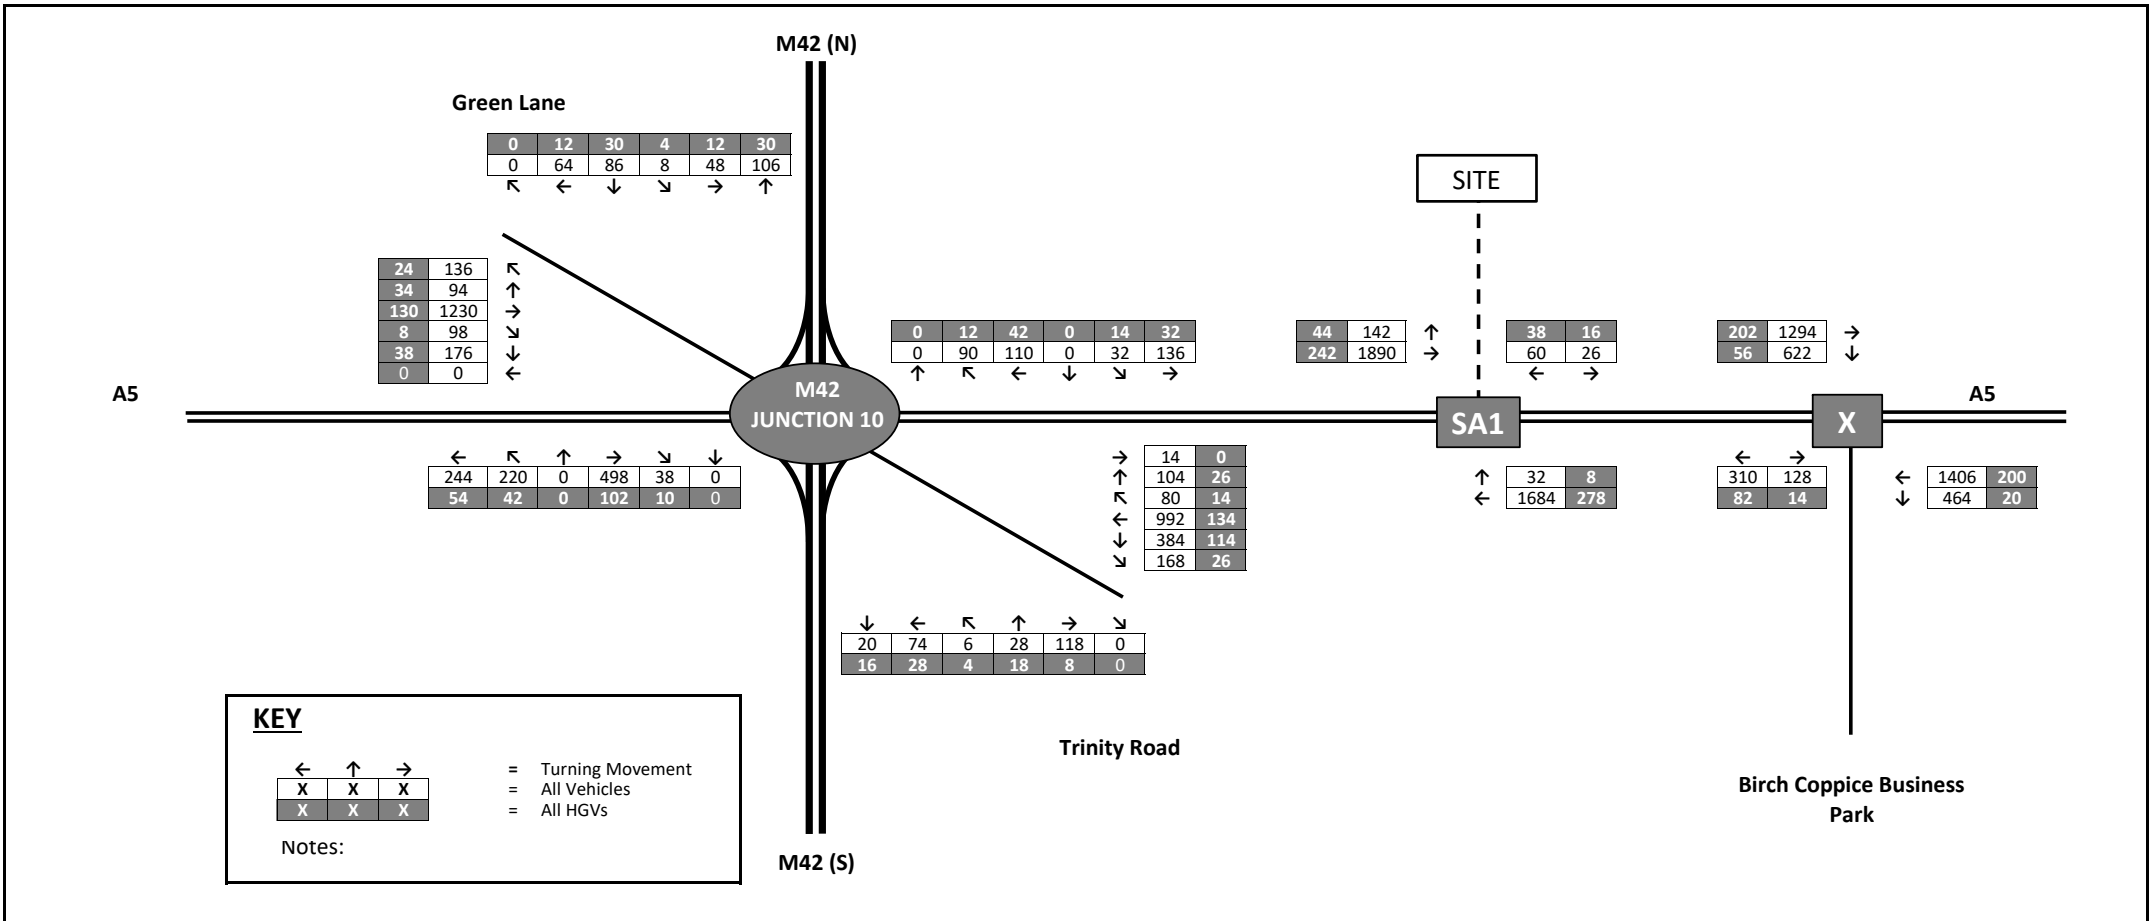 M42 (N)
Green Lane
0 12 30 4 12 30
0 64 86 8 48 106
↖ ← ↓ ↘ → ↑
SITE
24 136 ↖
34 94 ↑
130 1230 →
8 98 ↘
38 176 ↓
0 0 ←
0 12 42 0 14 32
0 90 110 0 32 136
↑ ↖ ← ↓ ↘ →
44 142 ↑
242 1890 →
38 16
60 26
← →
202 1294 →
56 622 ↓
A5
M42
JUNCTION 10
SA1
X
A5
← ↖ ↑ → ↘ ↓
244 220 0 498 38 0
54 42 0 102 10 0
→ 14 0
↑ 104 26
↖ 80 14
← 992 134
↓ 384 114
↘ 168 26
↑ 32 8
← 1684 278
← →
310 128
82 14
← 1406 200
↓ 464 20
↓ ← ↖ ↑ → ↘
20 74 6 28 118 0
16 28 4 18 8 0
KEY
← ↑ → = Turning Movement
X X X = All Vehicles
X X X = All HGVs
Notes:
Trinity Road
Birch Coppice Business
Park
M42 (S)